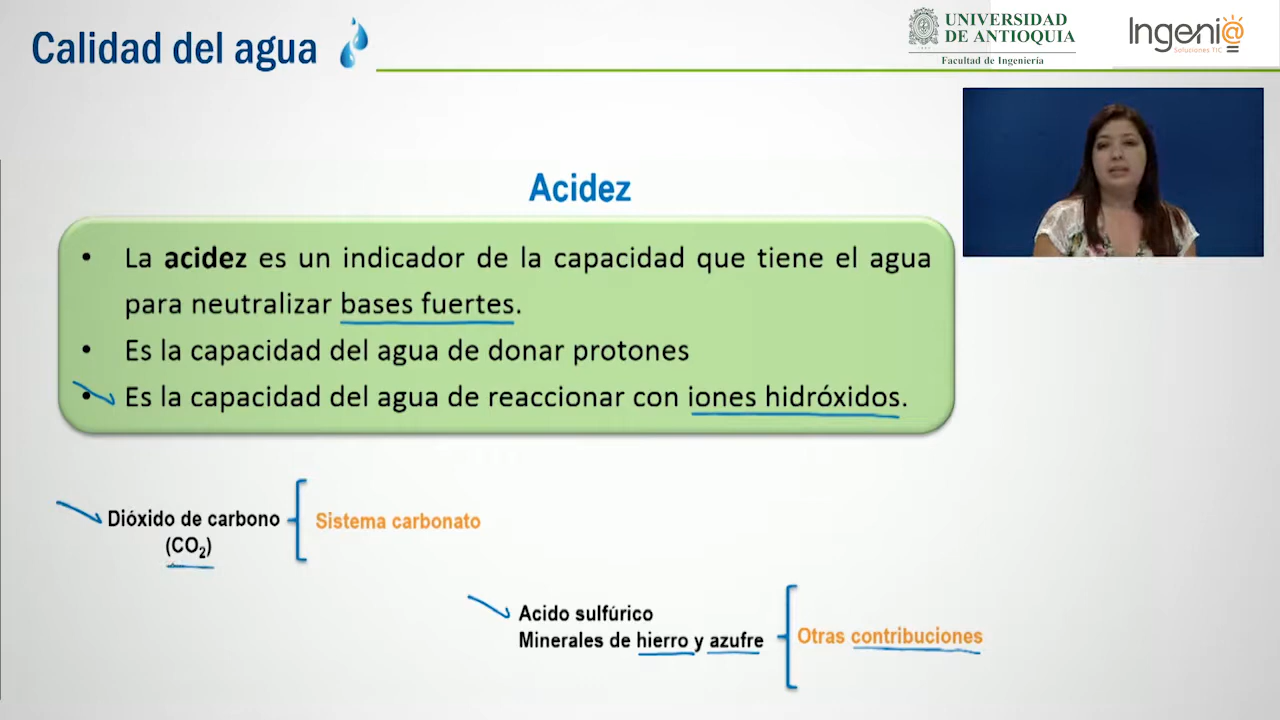 Calidad del agua
UNIVERSIDAD
DE ANTIOQUIA
Facultad de Ingeniería
Ingeni@
Soluciones TIC
Acidez
• La acidez es un indicador de la capacidad que tiene el agua
para neutralizar bases fuertes.
• Es la capacidad del agua de donar protones
• Es la capacidad del agua de reaccionar con iones hidróxidos.
Dióxido de carbono
(CO₂)
Sistema carbonato
Acido sulfúrico
Minerales de hierro y azufre
Otras contribuciones